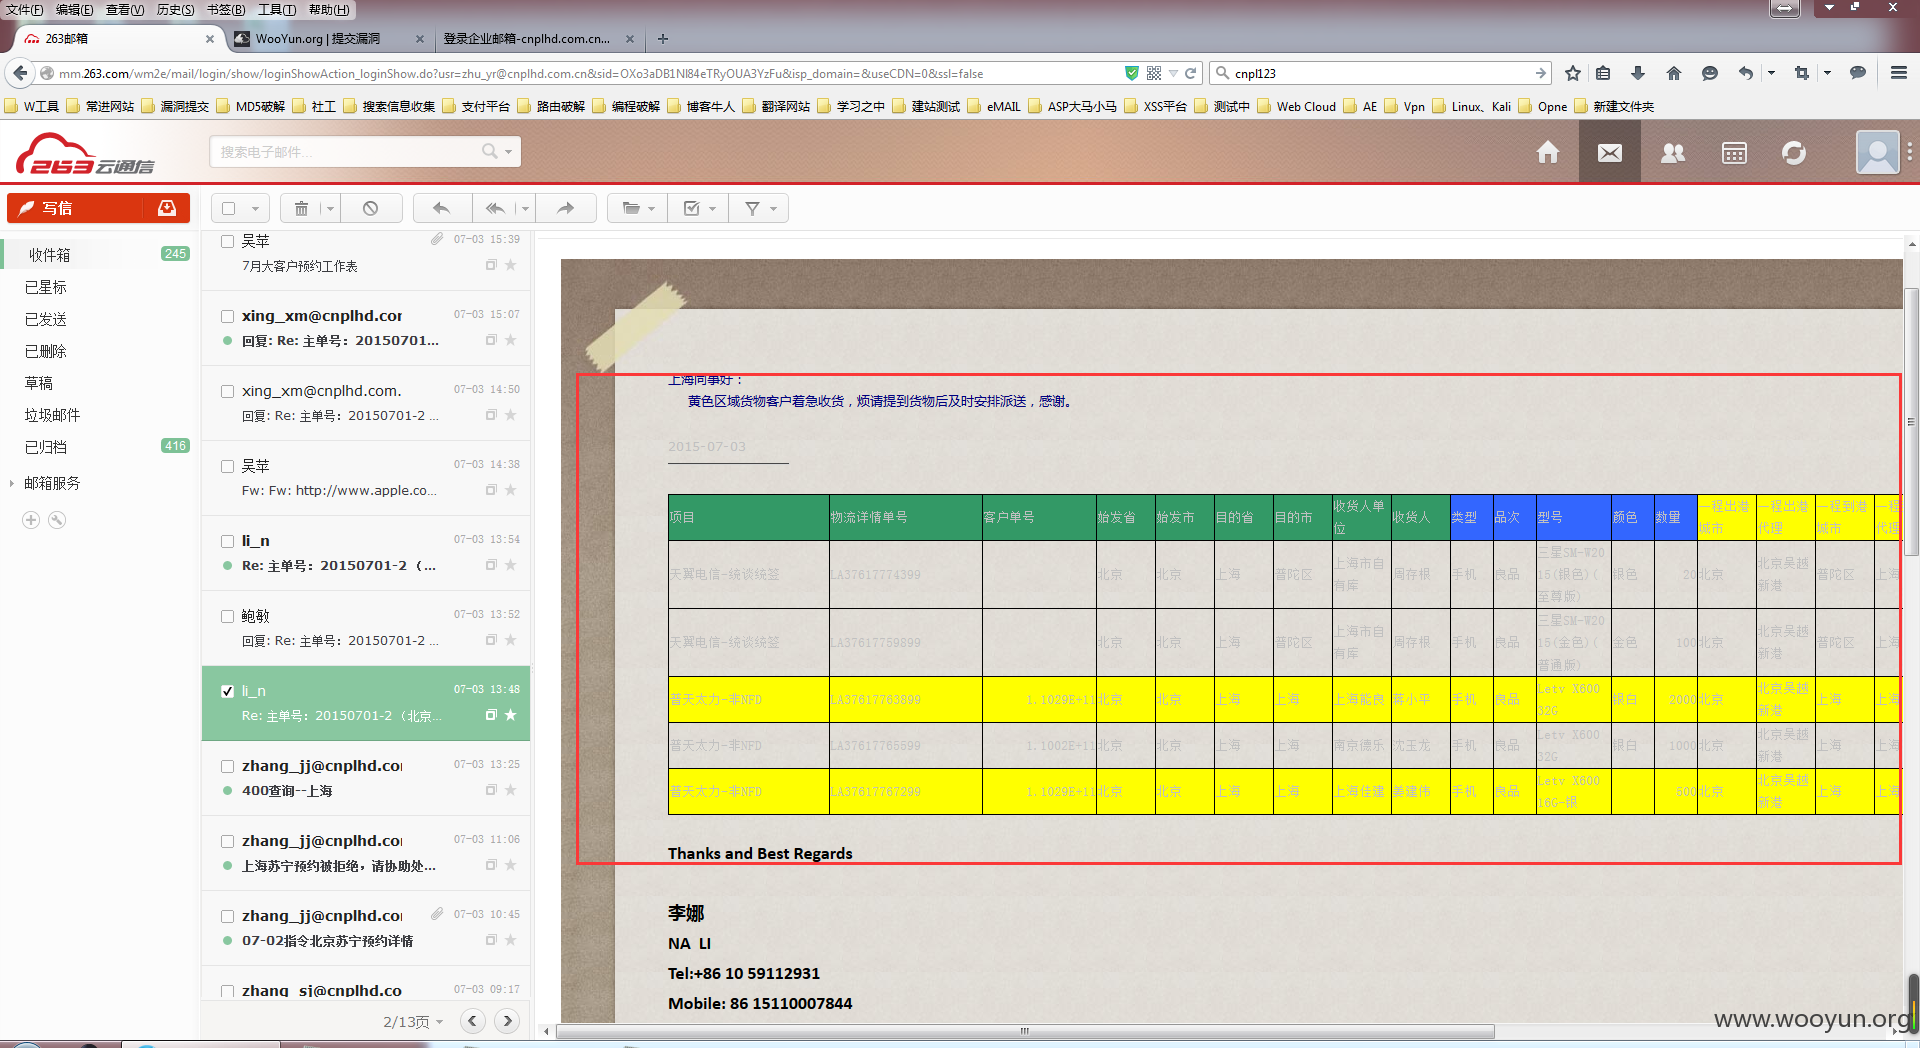 文件(F) 编辑(E) 查看(V) 历史(S) 书签(B) 工具(T) 帮助(H)
263邮箱 WooYun.org | 提交漏洞 登录企业邮箱-cnplhd.com.cn...
mm.263.com/wm2e/mail/login/show/loginShowAction_loginShow.do?usr=zhu_yr@cnplhd.com.cn&sid=OXo3aDB1Nl84eTRyOUA3YzFu&isp_domain=&useCDN=0&ssl=false cnpl123
W工具 常进网站 漏洞提交 MD5破解 社工 搜索信息收集 支付平台 路由破解 编程破解 博客牛人 翻译网站 学习之中 建站测试 eMAIL ASP大马小马 XSS平台 测试中 Web Cloud AE Vpn Linux、Kali Opne 新建文件夹
263云通信 搜索电子邮件...
写信
收件箱 245
已星标
已发送
已删除
草稿
垃圾邮件
已归档 416
邮箱服务
吴苹 07-03 15:39
7月大客户预约工作表
xing_xm@cnplhd.cor 07-03 15:07
回复: Re: 主单号：20150701...
xing_xm@cnplhd.com. 07-03 14:50
回复: Re: 主单号：20150701-2 ...
吴苹 07-03 14:38
Fw: Fw: http://www.apple.co...
li_n 07-03 13:54
Re: 主单号：20150701-2（...
鲍敏 07-03 13:52
回复: Re: 主单号：20150701-2 ...
li_n 07-03 13:48
Re: 主单号：20150701-2（北京...
zhang_jj@cnplhd.co 07-03 13:25
400查询--上海
zhang_jj@cnplhd.co 07-03 11:06
上海苏宁预约被拒绝，请协助处...
zhang_jj@cnplhd.co 07-03 10:45
07-02指令北京苏宁预约详情
zhang_sj@cnplhd.co 07-03 09:17
2/13页
上海同事好：
黄色区域货物客户着急收货，烦请提到货物后及时安排派送，感谢。
2015-07-03
项目 物流详情单号 客户单号 始发省 始发市 目的省 目的市 收货人单位 收货人 类型 品次 型号 颜色 数量 一程出港城市 一程出港代理 一程到港城市 一程代理
天翼电信-统谈统签 LA37617774399 北京 北京 上海 普陀区 上海市自有库 周存根 手机 良品 三星SM-W2015(银色)(至尊版) 银色 20 北京 北京吴越新港 普陀区 上海
天翼电信-统谈统签 LA37617759899 北京 北京 上海 普陀区 上海市自有库 周存根 手机 良品 三星SM-W2015(金色)(普通版) 金色 100 北京 北京吴越新港 普陀区 上海
普天太力-非NFD LA37617763899 1.1029E+11 北京 北京 上海 上海 上海能良 蒋小平 手机 良品 Letv X600 32G 银白 2000 北京 北京吴越新港 上海 上海
普天太力-非NFD LA37617765599 1.1002E+11 北京 北京 上海 上海 南京德乐 沈玉龙 手机 良品 Letv X600 32G 银白 1000 北京 北京吴越新港 上海 上海
普天太力-非NFD LA37617767299 1.1029E+11 北京 北京 上海 上海 上海佳建 姜建伟 手机 良品 Letv X600 16G-银 500 北京 北京吴越新港 上海 上海
Thanks and Best Regards
李娜
NA LI
Tel:+86 10 59112931
Mobile: 86 15110007844
www.wooyun.org